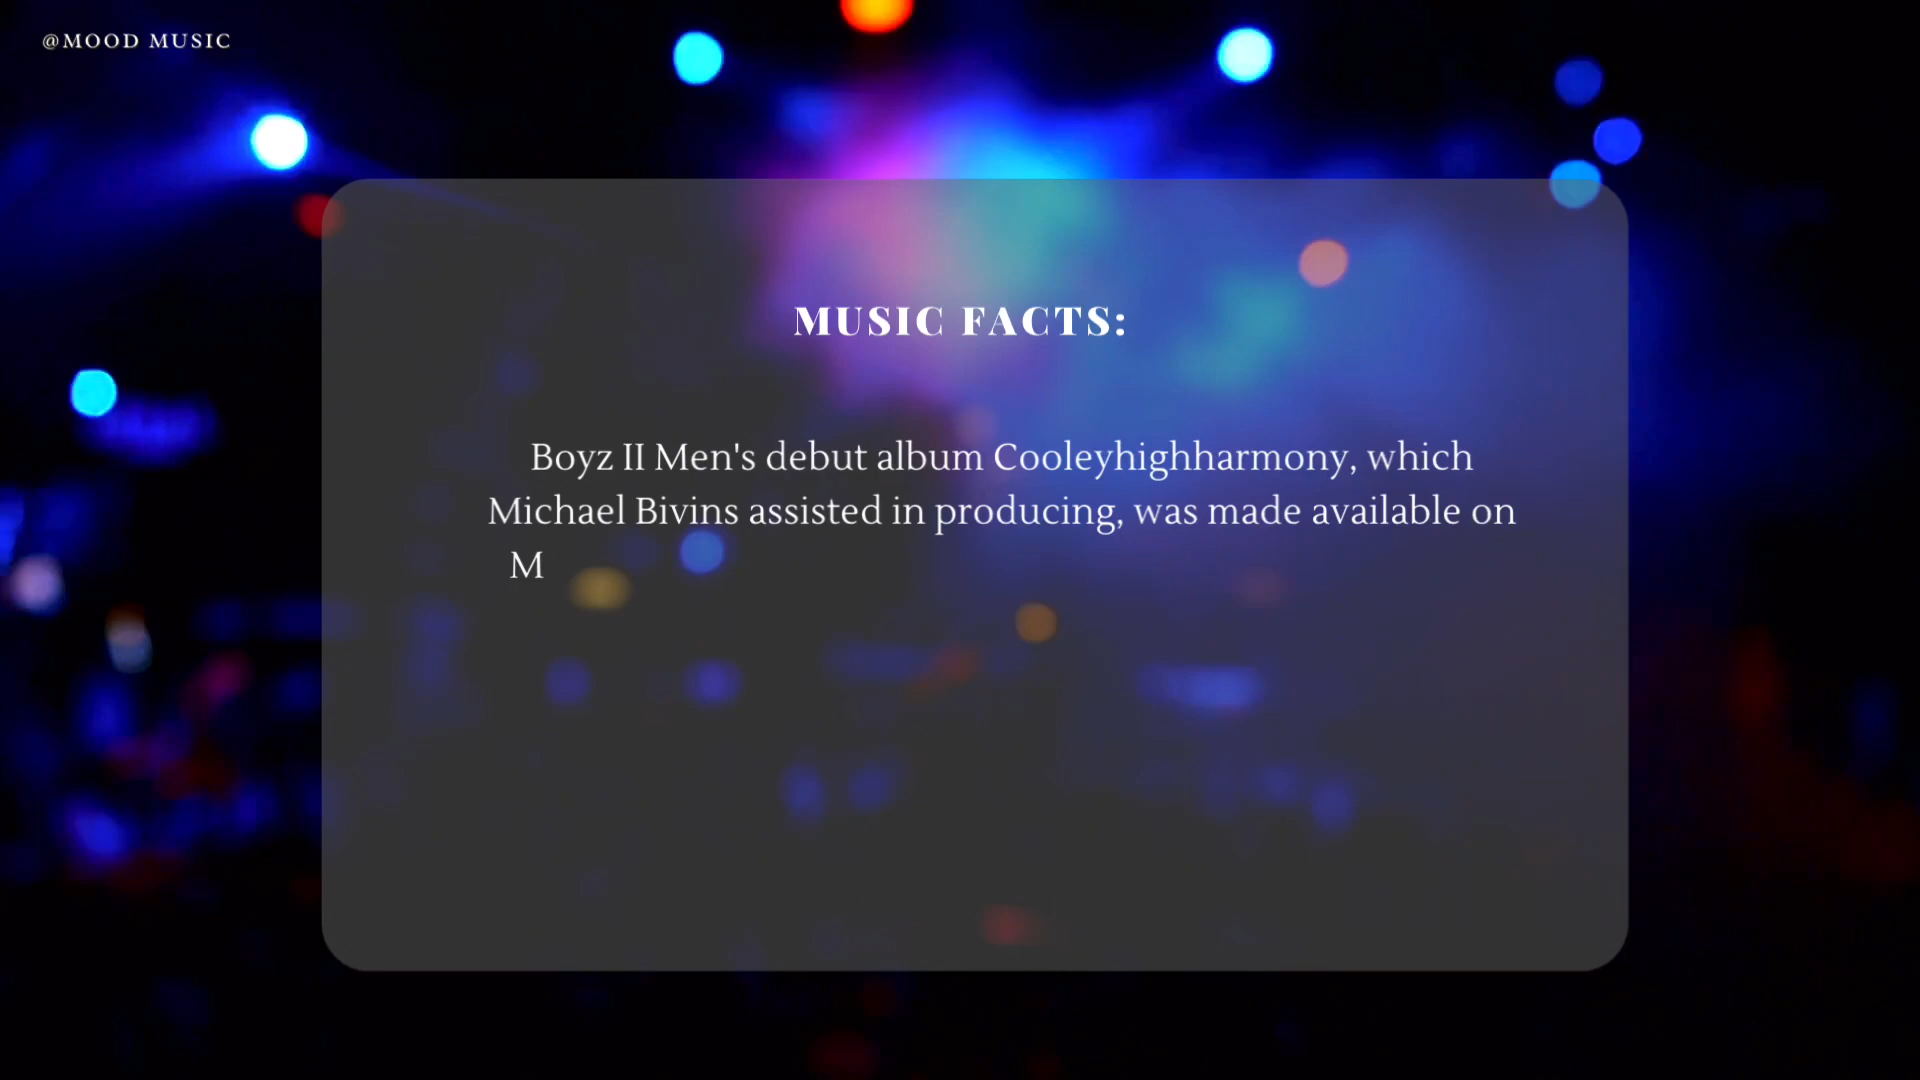 @MOOD MUSIC
MUSIC FACTS:
Boyz II Men's debut album Cooleyhighharmony, which
Michael Bivins assisted in producing, was made available on
M